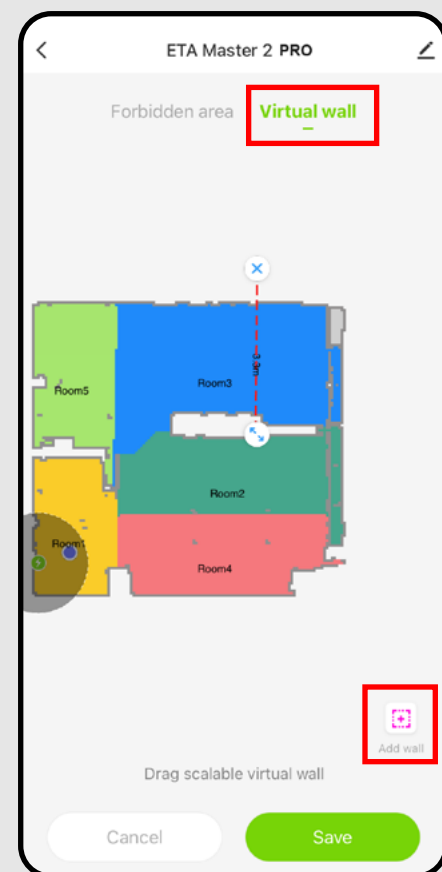 ETA Master 2 PRO
Forbidden area Virtual wall
3.3m
Room5
Room3
Room2
Room1
Room4
Add wall
Drag scalable virtual wall
Cancel Save